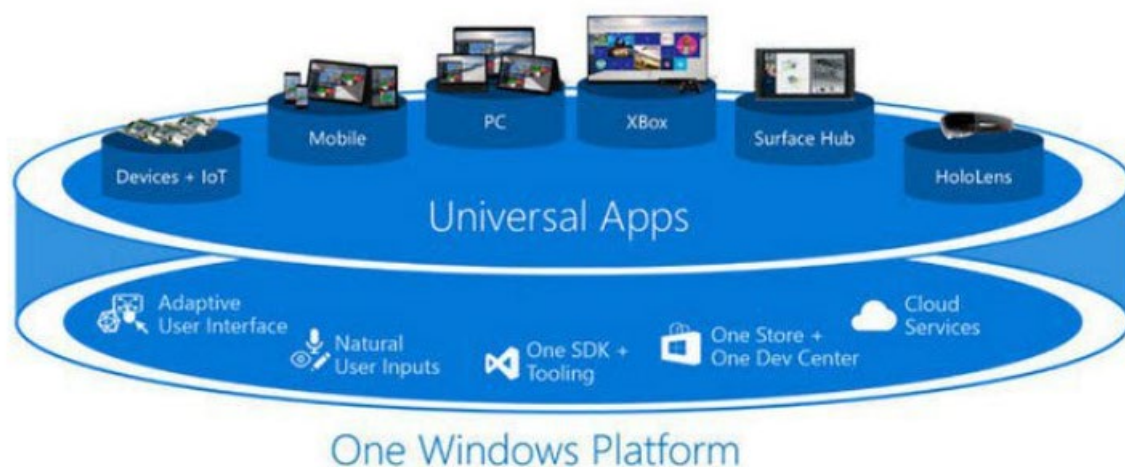 Devices + IoT
Mobile
PC
XBox
Surface Hub
HoloLens
Universal Apps
Adaptive
User Interface
Natural
User Inputs
One SDK +
Tooling
One Store +
One Dev Center
Cloud
Services
One Windows Platform